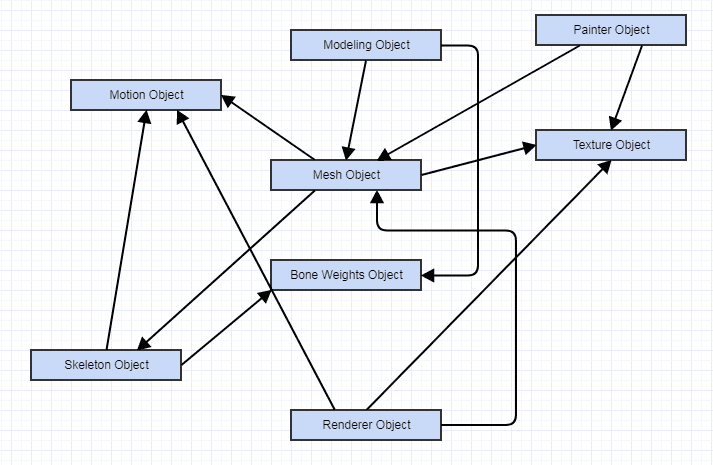 Painter Object
Modeling Object
Motion Object
Texture Object
Mesh Object
Bone Weights Object
Skeleton Object
Renderer Object